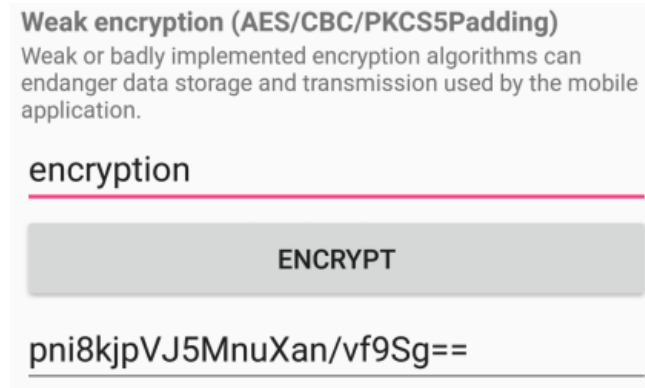 Weak encryption (AES/CBC/PKCS5Padding)
Weak or badly implemented encryption algorithms can
endanger data storage and transmission used by the mobile
application.
encryption
ENCRYPT
pni8kjpVJ5MnuXan/vf9Sg==